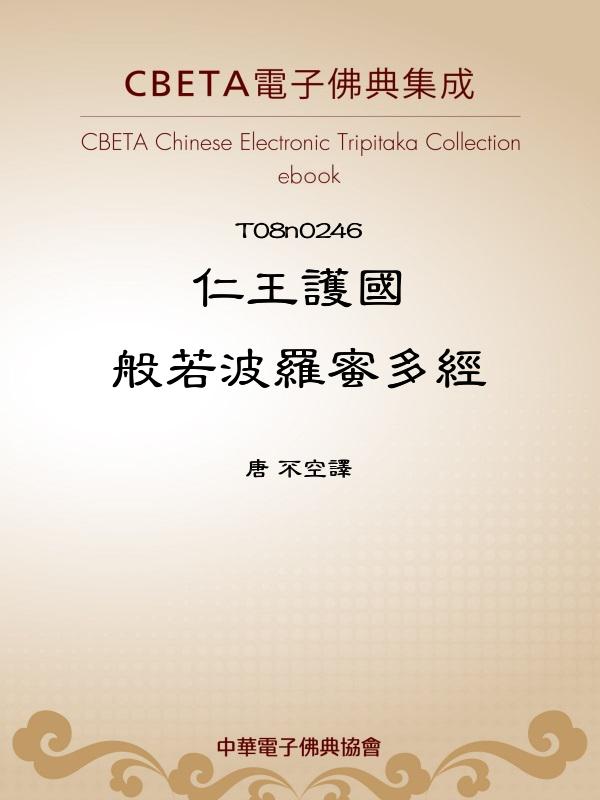 CBETA電子佛典集成
CBETA Chinese Electronic Tripitaka Collection
ebook
T08n0246
仁王護國
般若波羅蜜多經
唐 不空譯
中華電子佛典協會